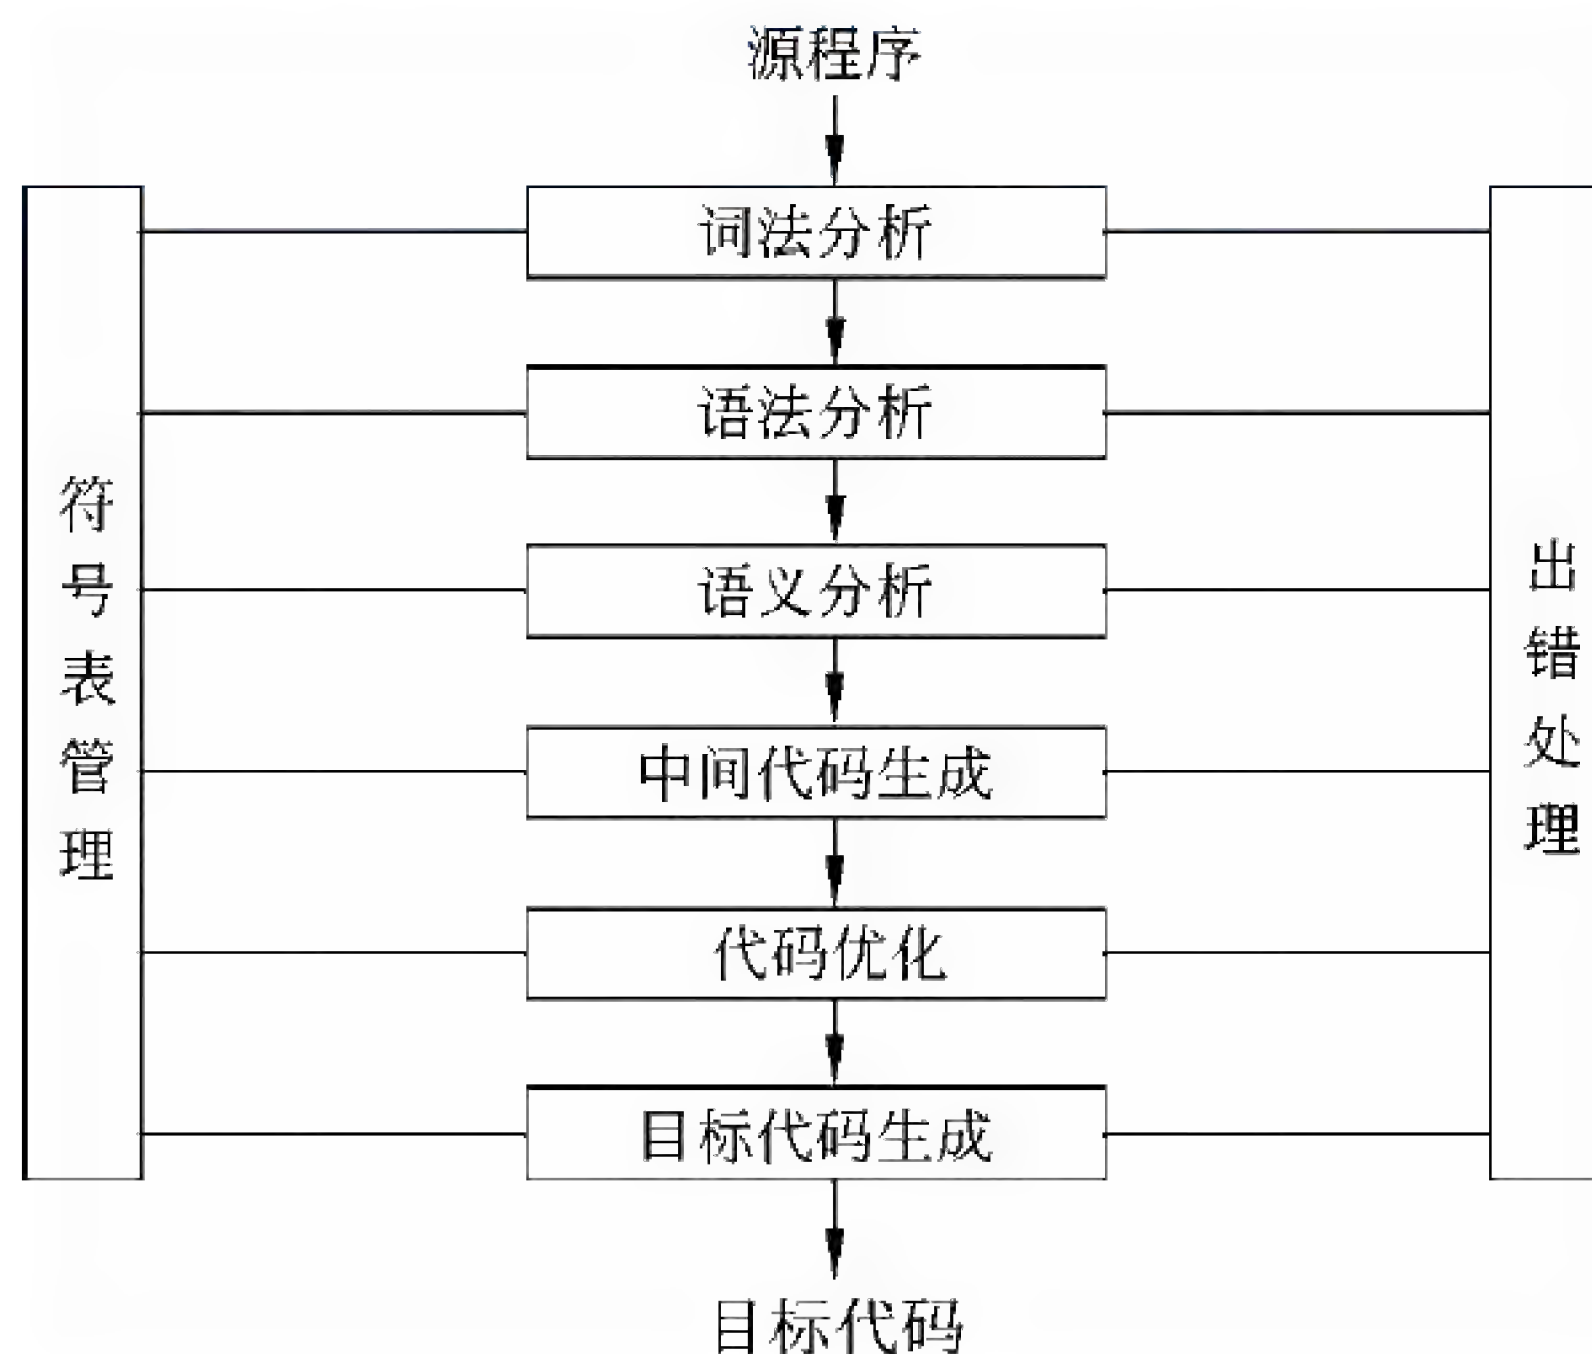 源程序
词法分析
语法分析
语义分析
中间代码生成
代码优化
目标代码生成
目标代码
符号表管理
出错处理